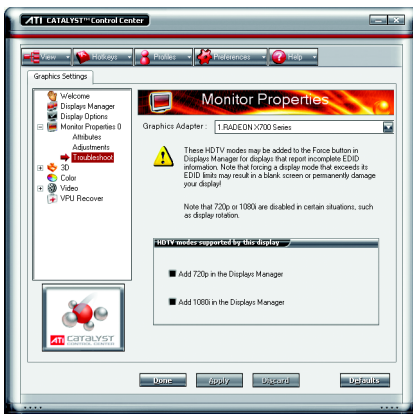 ATI CATALYST™ Control Center
View Hotkeys Profiles Preferences Help
Graphics Settings
Welcome
Displays Manager
Display Options
Monitor Properties 0
Attributes
Adjustments
Troubleshoot
3D
Color
Video
VPU Recover
ATI CATALYST
CONTROL CENTER
Monitor Properties
Graphics Adapter : 1.RADEON X700 Series
These HDTV modes may be added to the Force button in
Displays Manager for displays that report incomplete EDID
information. Note that forcing a display mode that exceeds its
EDID limits may result in a blank screen or permanently damage
your display!
Note that 720p or 1080i are disabled in certain situations, such
as display rotation.
HDTV modes supported by this display
Add 720p in the Displays Manager
Add 1080i in the Displays Manager
Done Apply Discard Defaults